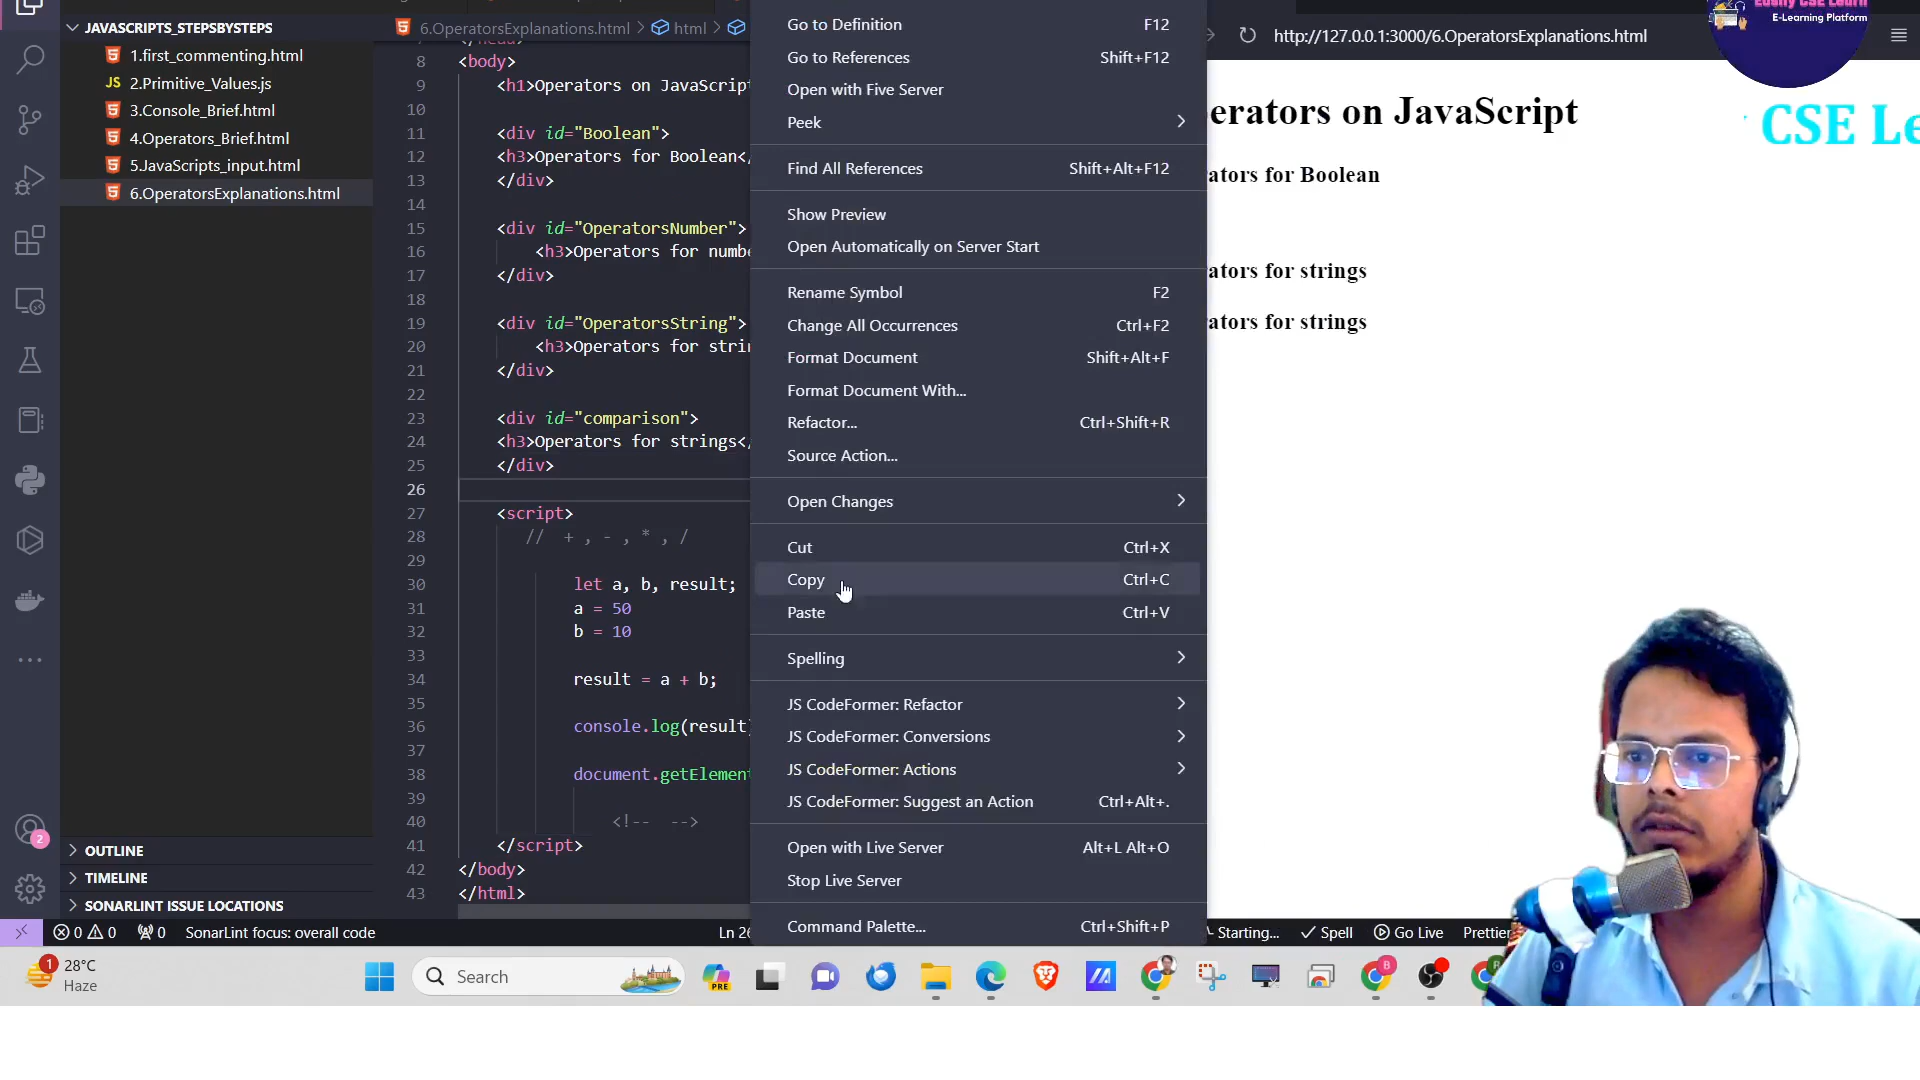 JAVASCRIPTS_STEPSBYSTEPS
1.first_commenting.html
JS 2.Primitive_Values.js
3.Console_Brief.html
4.Operators_Brief.html
5.JavaScripts_input.html
6.OperatorsExplanations.html
OUTLINE
TIMELINE
SONARLINT ISSUE LOCATIONS
2
6.OperatorsExplanations.html > html >
8 <body>
9 <h1>Operators on JavaScript
10
11 <div id="Boolean">
12 <h3>Operators for Boolean</
13 </div>
14
15 <div id="OperatorsNumber">
16 <h3>Operators for numbe
17 </div>
18
19 <div id="OperatorsString">
20 <h3>Operators for strin
21 </div>
22
23 <div id="comparison">
24 <h3>Operators for strings</
25 </div>
26
27 <script>
28 // + , - , * , /
29
30 let a, b, result;
31 a = 50
32 b = 10
33
34 result = a + b;
35
36 console.log(result)
37
38 document.getElement
39
40 <!-- -->
41 </script>
42 </body>
43 </html>
Go to Definition F12
Go to References Shift+F12
Open with Five Server
Peek
Find All References Shift+Alt+F12
Show Preview
Open Automatically on Server Start
Rename Symbol F2
Change All Occurrences Ctrl+F2
Format Document Shift+Alt+F
Format Document With...
Refactor... Ctrl+Shift+R
Source Action...
Open Changes
Cut Ctrl+X
Copy Ctrl+C
Paste Ctrl+V
Spelling
JS CodeFormer: Refactor
JS CodeFormer: Conversions
JS CodeFormer: Actions
JS CodeFormer: Suggest an Action Ctrl+Alt+.
Open with Live Server Alt+L Alt+O
Stop Live Server
Command Palette... Ctrl+Shift+P
http://127.0.0.1:3000/6.OperatorsExplanations.html
Easily CSE Learn
E-Learning Platform
erators on JavaScript
CSE Le
ators for Boolean
ators for strings
ators for strings
0 0 0 SonarLint focus: overall code Ln 26 Starting... Spell Go Live Prettier
1 28°C
Haze
Search
PRE